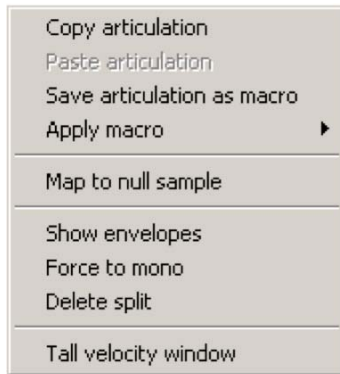 Copy articulation
Paste articulation
Save articulation as macro
Apply macro
Map to null sample
Show envelopes
Force to mono
Delete split
Tall velocity window